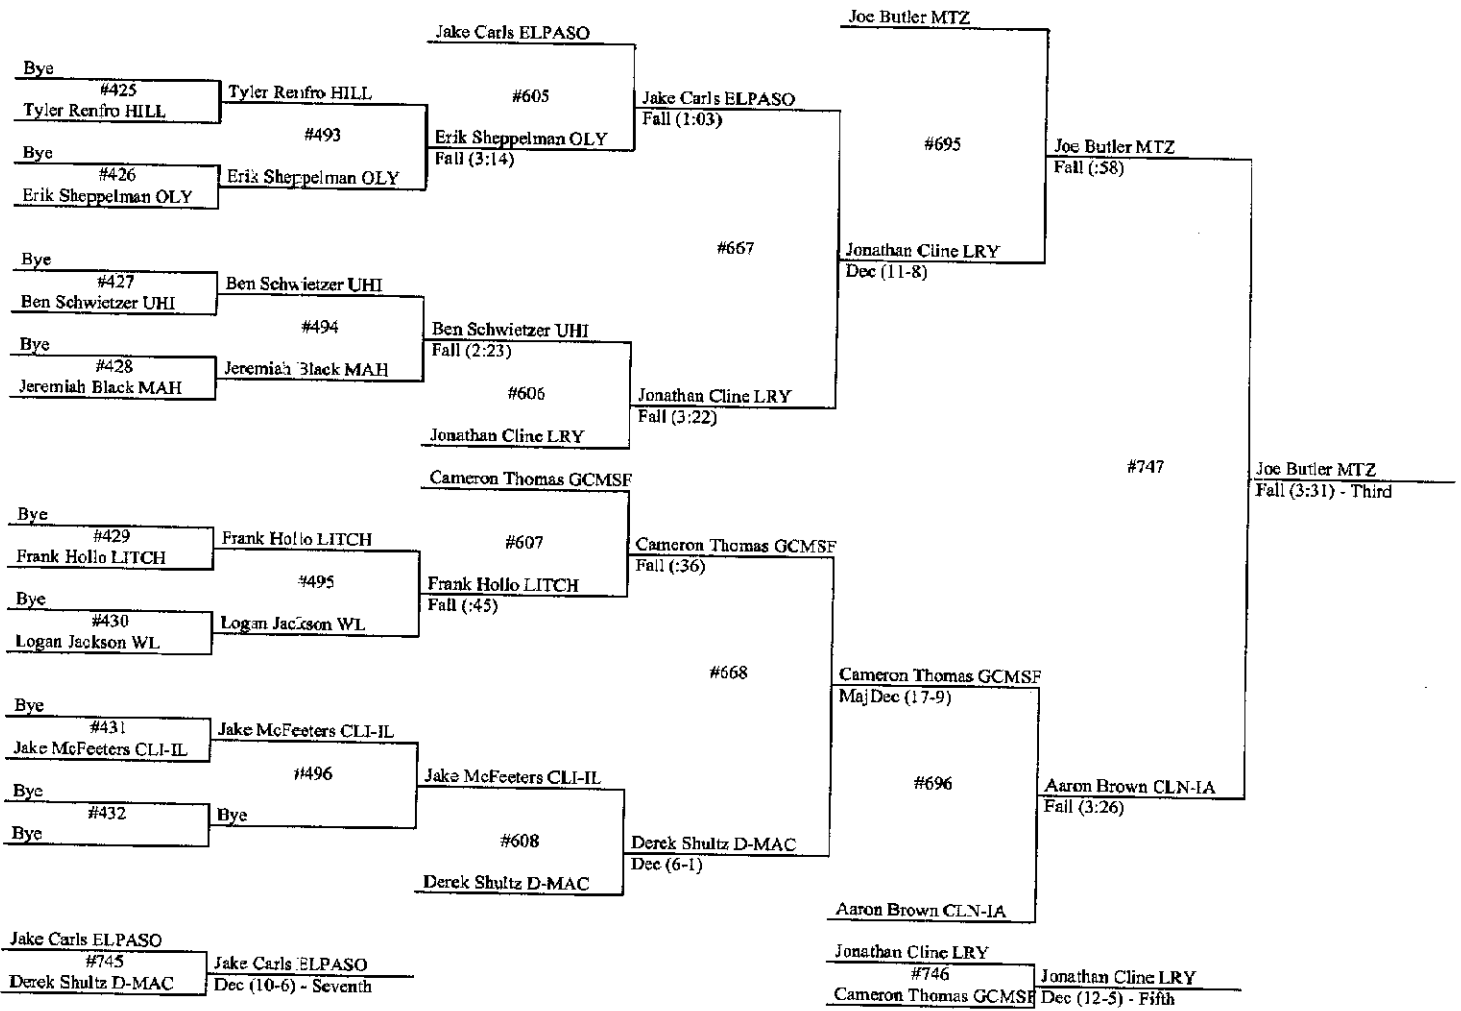 Joe Butler MTZ
Jake Carls ELPASO
Bye
#425
Tyler Renfro HILL
Tyler Renfro HILL
#493
Bye
#426
Erik Sheppelman OLY
Erik Sheppelman OLY
#605
Erik Sheppelman OLY
Fall (3:14)
Jake Carls ELPASO
Fall (1:03)
#695
Joe Butler MTZ
Fall (:58)
#667
Jonathan Cline LRY
Dec (11-8)
Bye
#427
Ben Schwietzer UHI
Ben Schwietzer UHI
#494
Bye
#428
Jeremiah Black MAH
Jeremiah Black MAH
Ben Schwietzer UHI
Fall (2:23)
#606
Jonathan Cline LRY
Jonathan Cline LRY
Fall (3:22)
#747
Joe Butler MTZ
Fall (3:31) - Third
Cameron Thomas GCMSF
Bye
#429
Frank Hollo LITCH
Frank Hollo LITCH
#495
Bye
#430
Logan Jackson WL
Logan Jackson WL
#607
Frank Hollo LITCH
Fall (:45)
Cameron Thomas GCMSF
Fall (:36)
#668
Cameron Thomas GCMSF
MajDec (17-9)
Bye
#431
Jake McFeeters CLI-IL
Jake McFeeters CLI-IL
#496
Bye
#432
Bye
Bye
Jake McFeeters CLI-IL
#608
Derek Shultz D-MAC
Derek Shultz D-MAC
Dec (6-1)
#696
Aaron Brown CLN-IA
Fall (3:26)
Aaron Brown CLN-IA
Jake Carls ELPASO
#745
Derek Shultz D-MAC
Jake Carls ELPASO
Dec (10-6) - Seventh
Jonathan Cline LRY
#746
Cameron Thomas GCMSF
Jonathan Cline LRY
Dec (12-5) - Fifth